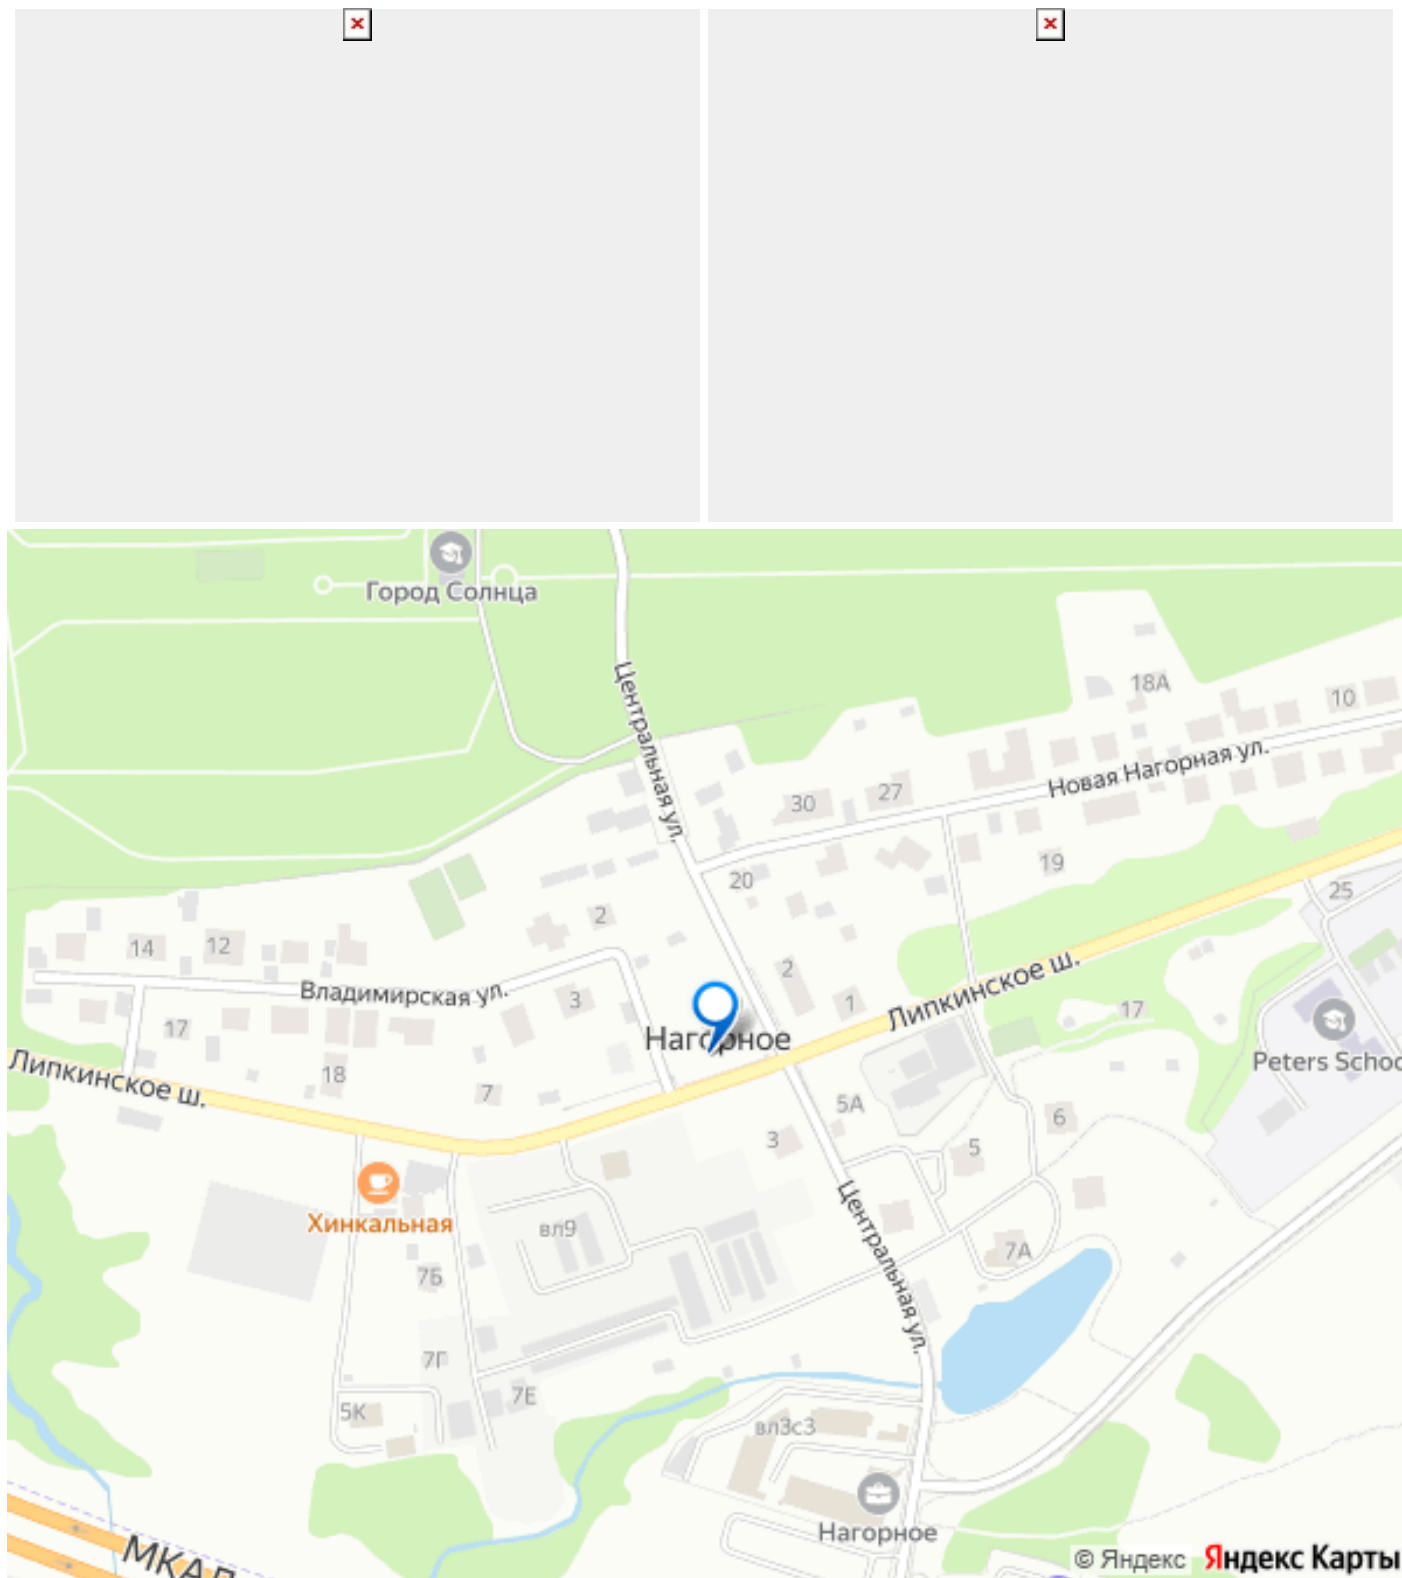 Город Солнца
Центральная ул.
18А
10
Новая Нагорная ул.
30
27
20
19
25
2
14
12
2
Владимирская ул.
3
1
Липкинское ш.
17
17
Нагорное
Peters Schoo
Липкинское ш.
18
7
5А
6
3
5
Хинкальная
вл9
Центральная ул.
7А
7Б
7Г
7Е
5К
вл3с3
Нагорное
МКАД
© Яндекс Яндекс Карты